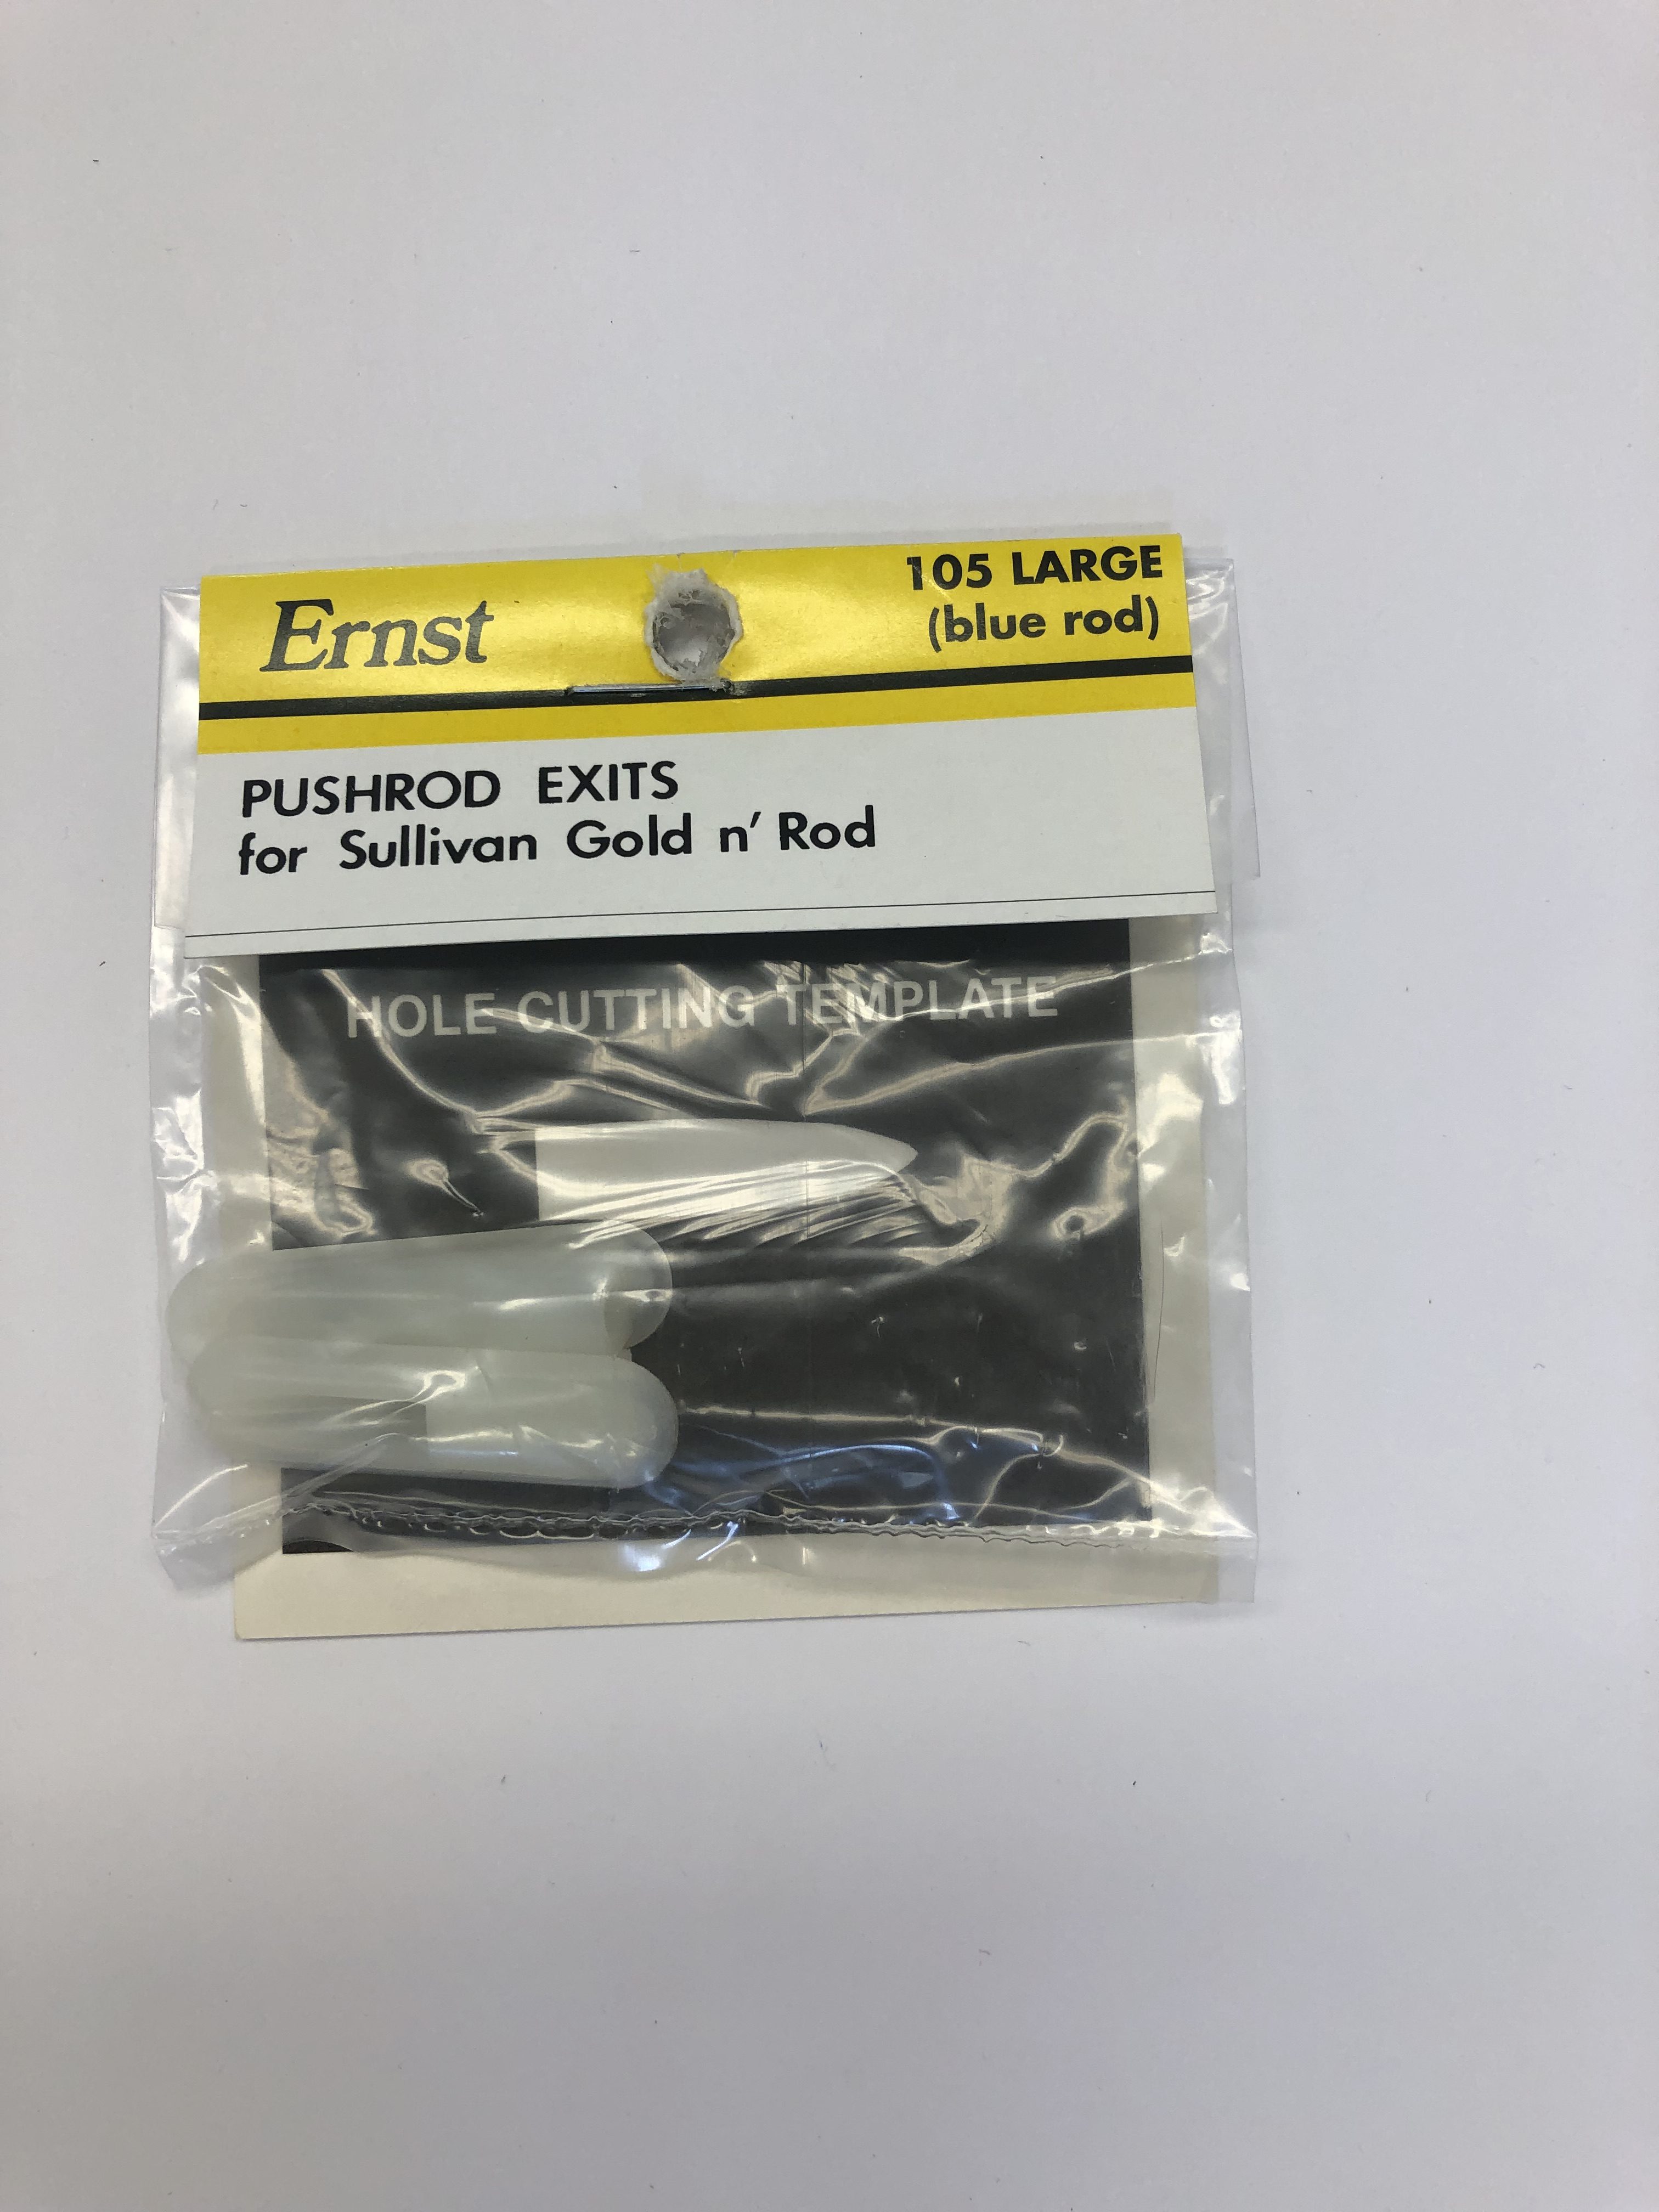 Ernst
105 LARGE
(blue rod)
PUSHROD EXITS
for Sullivan Gold n' Rod
HOLE CUTTING TEMPLATE